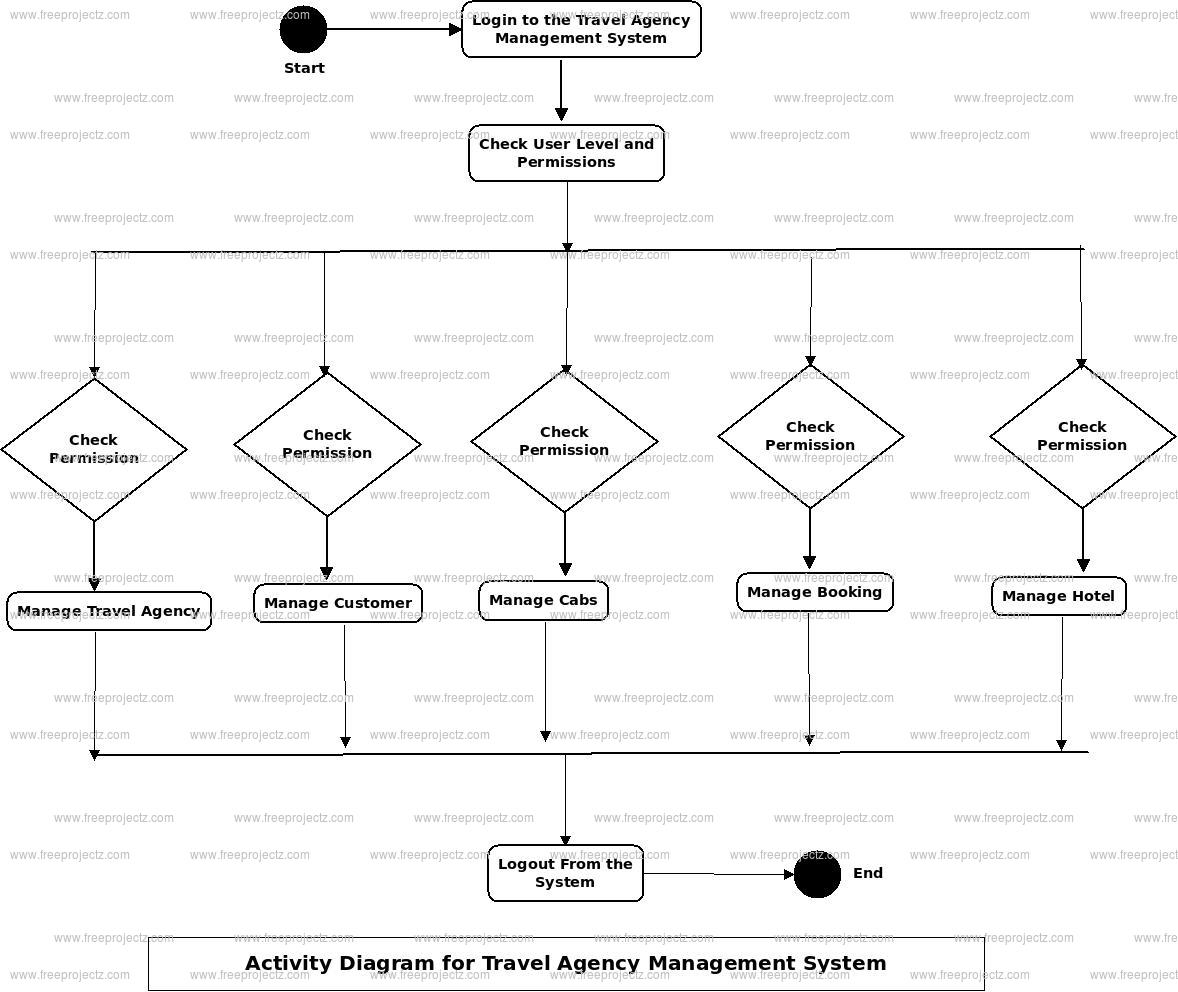 Login to the Travel Agency
Management System
Start
Check User Level and
Permissions
Check
Permission
Check
Permission
Check
Permission
Check
Permission
Check
Permission
Manage Travel Agency
Manage Customer
Manage Cabs
Manage Booking
Manage Hotel
Logout From the
System
End
Activity Diagram for Travel Agency Management System
www.freeprojectz.com